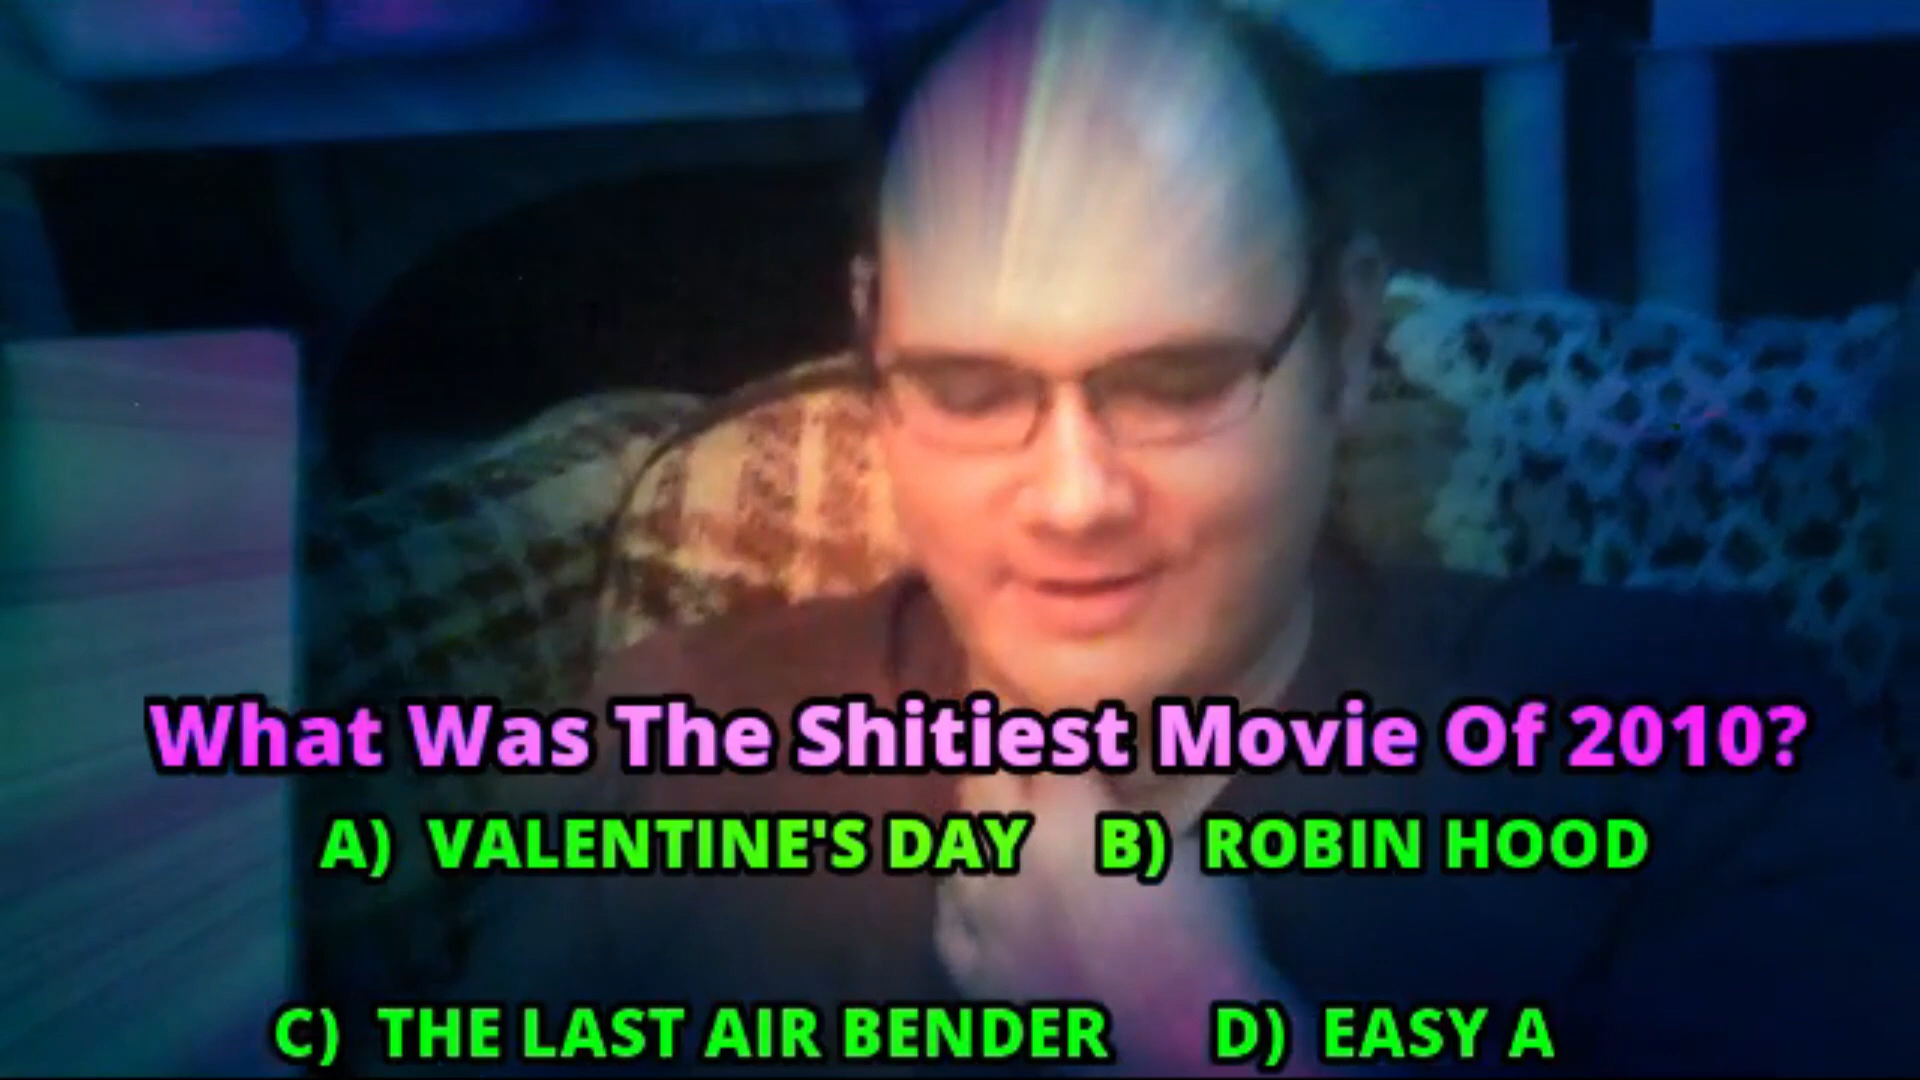 What Was The Shitiest Movie Of 2010?
A) VALENTINE'S DAY B) ROBIN HOOD
C) THE LAST AIR BENDER D) EASY A